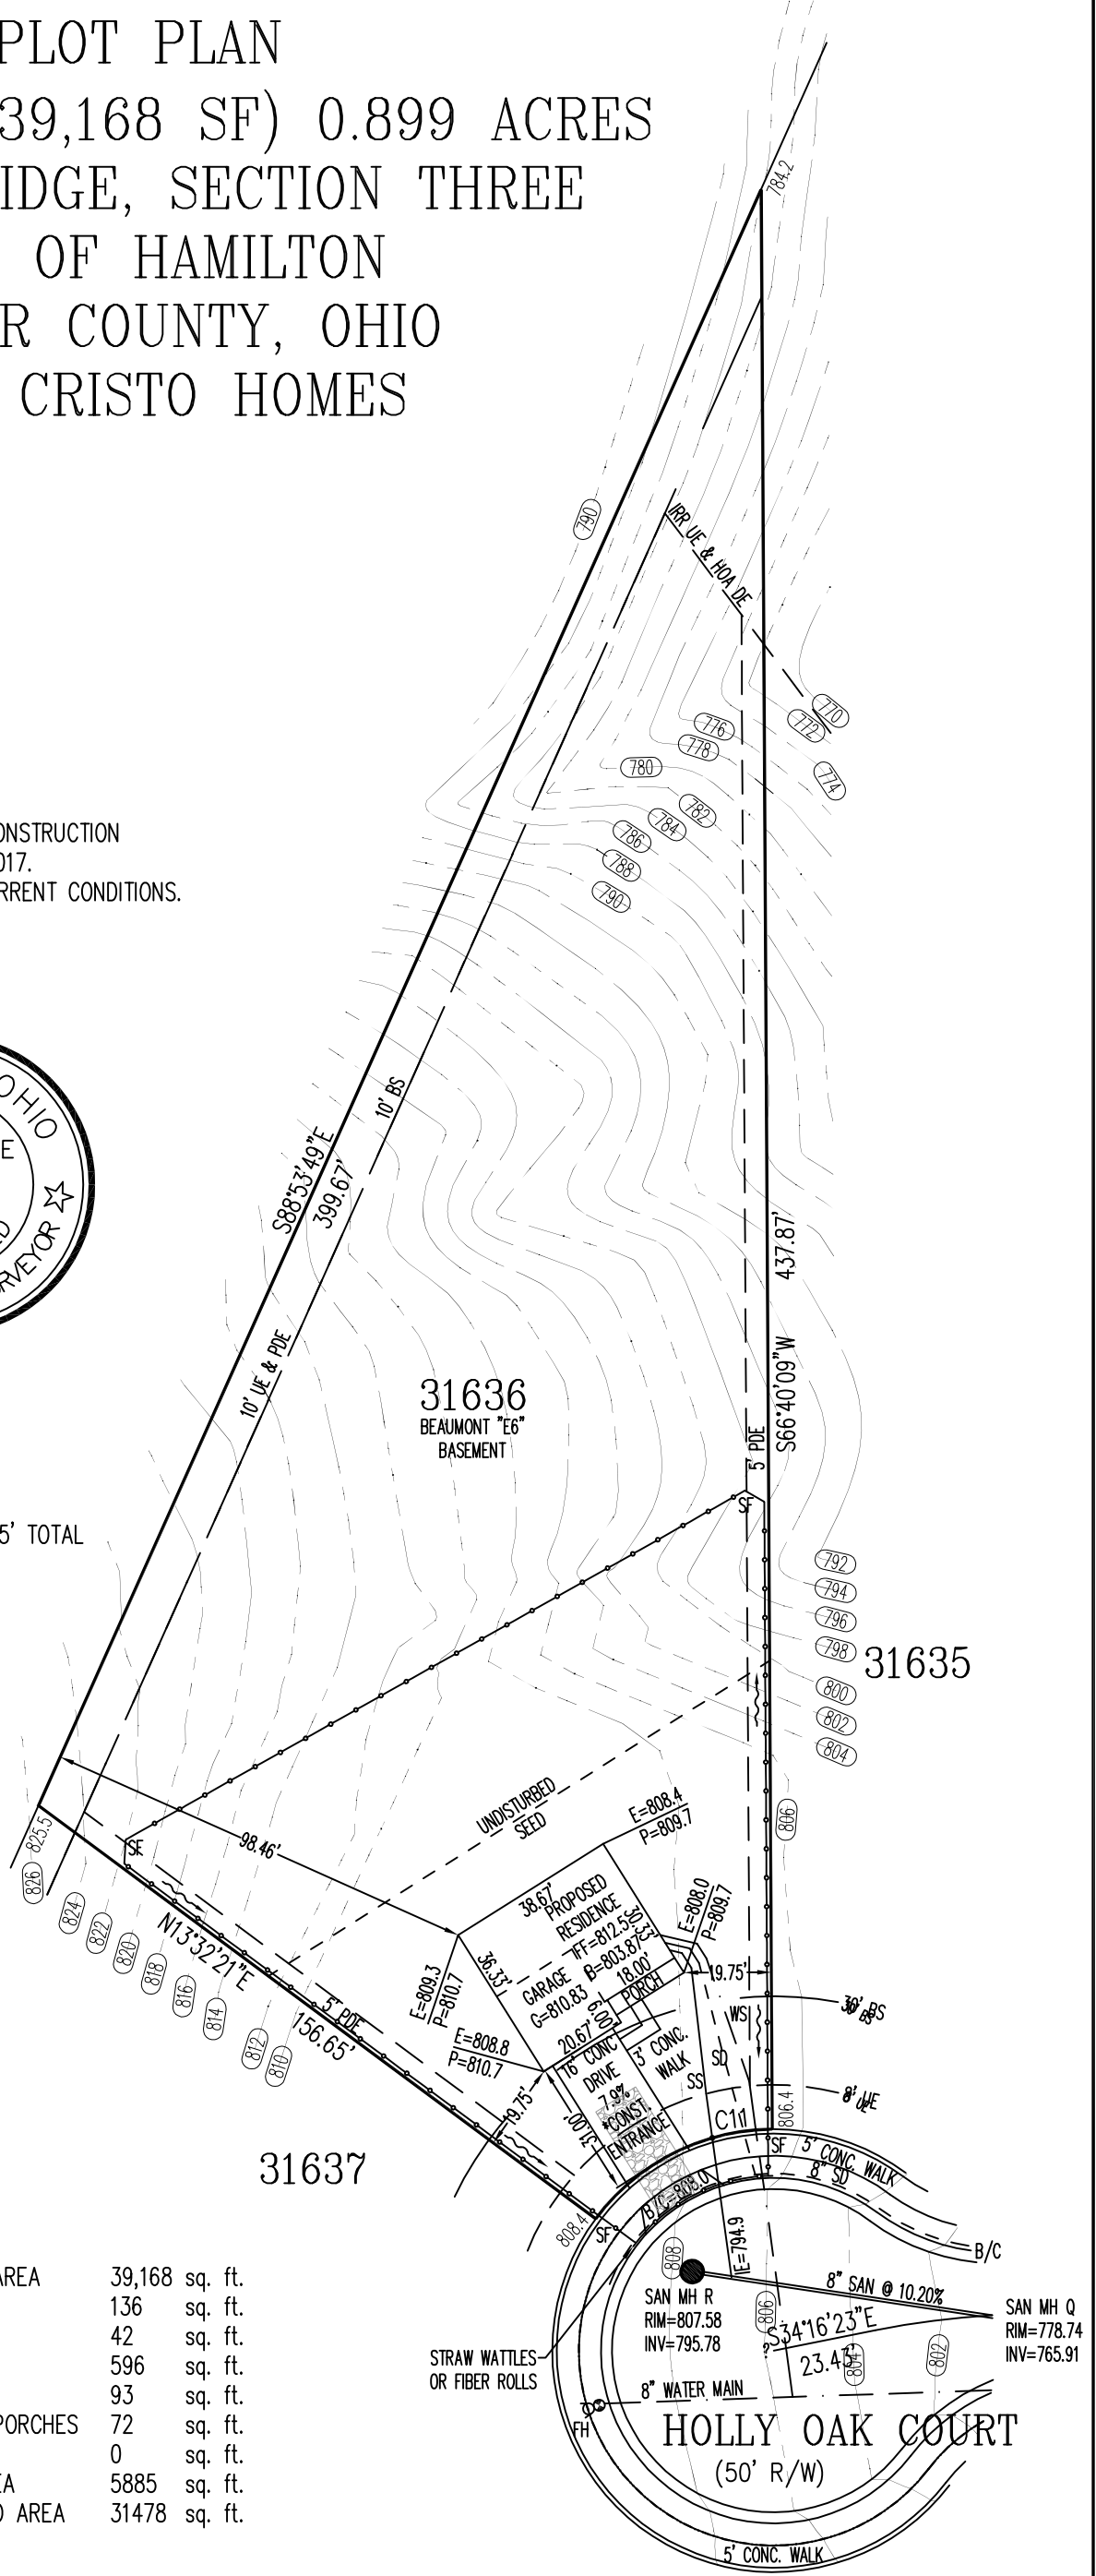 PLOT PLAN
39,168 SF) 0.899 ACRES
IDGE, SECTION THREE
OF HAMILTON
R COUNTY, OHIO
CRISTO HOMES
784.2
790
IRR UE & HOA DE
770
772
774
776
778
780
782
784
786
788
790
ONSTRUCTION
017.
RRENT CONDITIONS.
OHIO
E
D
RVEYOR
10' BS
S88°53'49"E
399.67'
10' UE & PDE
437.87'
S66°40'09"W
5' PDE
31636
BEAUMONT "E6"
BASEMENT
SF
5' TOTAL
792
794
796
798
800
802
804
31635
806
UNDISTURBED
SEED
E=808.4
P=809.7
98.46'
SF
825.5
826
824
822
820
818
816
814
812
810
N13°32'21"E
156.65'
5' PDE
38.67'
PROPOSED
RESIDENCE
30.33'
TFF=812.5
B=803.87
GARAGE
G=810.83
18.00'
PORCH
6.00'
20.67'
36.33'
E=808.0
P=809.7
E=809.3
P=810.7
E=808.8
P=810.7
19.75'
19.75'
16' CONC
DRIVE
7.9%
*CONST.
ENTRANCE
3' CONC.
WALK
31.00'
WS
SD
SS
30' BS
8' UE
806.4
C11
SF
5' CONC. WALK
8" SD
B/C
B/C=808.0
808.4
SF
31637
IE=794.9
808
SAN MH R
RIM=807.58
INV=795.78
8" SAN @ 10.20%
SAN MH Q
RIM=778.74
INV=765.91
806
S34°16'23"E
23.43'
804
802
STRAW WATTLES
OR FIBER ROLLS
8" WATER MAIN
FH
HOLLY OAK COURT
(50' R/W)
5' CONC. WALK
AREA 39,168 sq. ft.
136 sq. ft.
42 sq. ft.
596 sq. ft.
93 sq. ft.
PORCHES 72 sq. ft.
0 sq. ft.
EA 5885 sq. ft.
D AREA 31478 sq. ft.